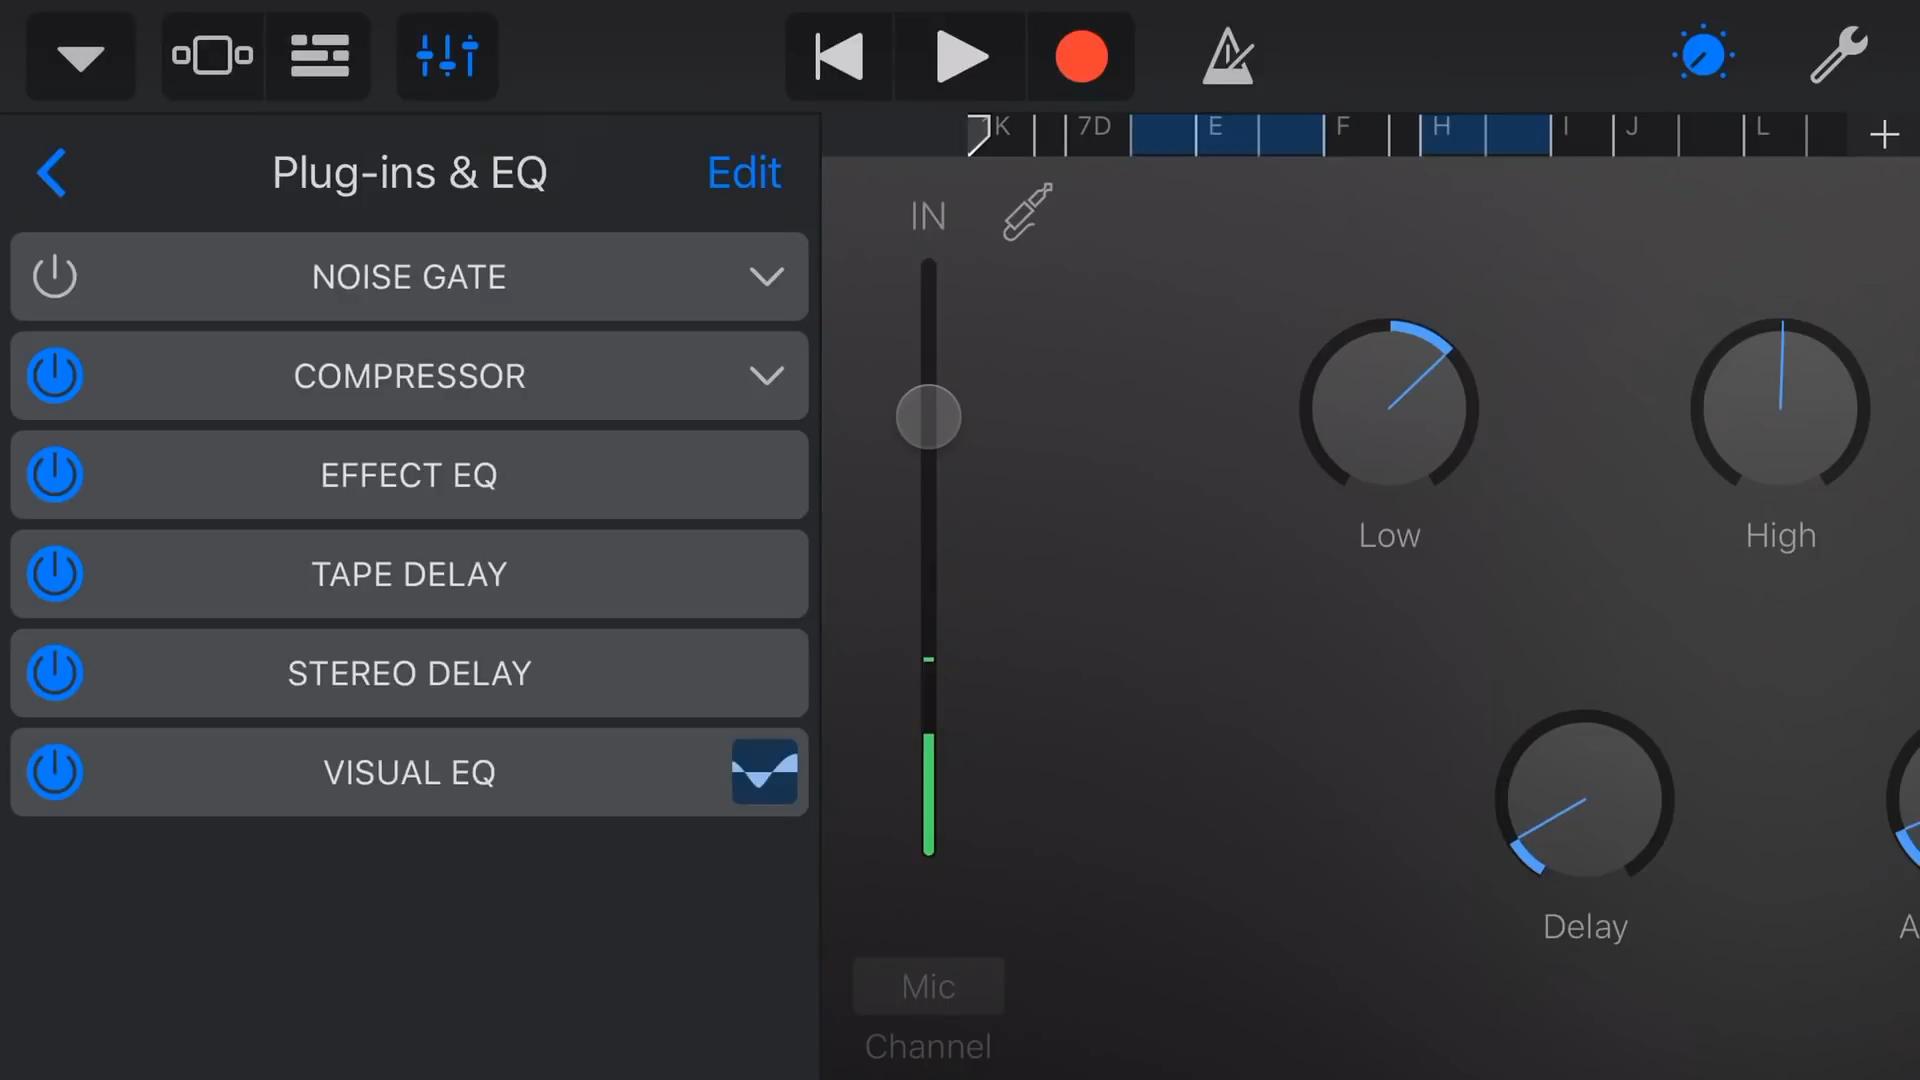 K 7D E F H I J L
Plug-ins & EQ Edit
IN
NOISE GATE
COMPRESSOR
EFFECT EQ
TAPE DELAY
STEREO DELAY
VISUAL EQ
Low
High
Delay
A
Mic
Channel